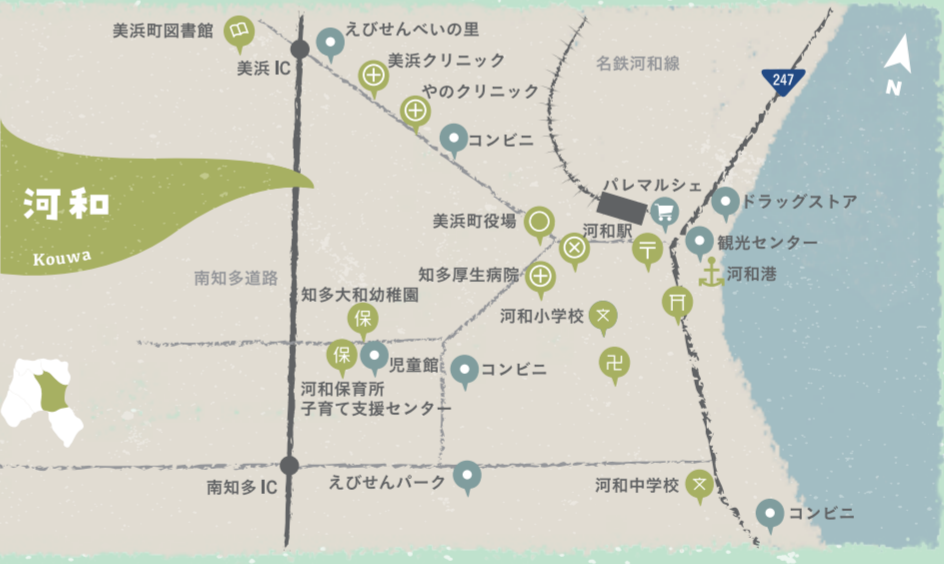 美浜町図書館
えびせんべいの里
美浜IC
美浜クリニック
名鉄河和線
やのクリニック
247
N
コンビニ
パレマルシェ
ドラッグストア
河和
美浜町役場
河和駅
〒
観光センター
Kouwa
南知多道路
知多厚生病院
河和港
知多大和幼稚園
保
河和小学校
文
保
児童館
コンビニ
卍
河和保育所
子育て支援センター
南知多IC
えびせんパーク
河和中学校
文
コンビニ